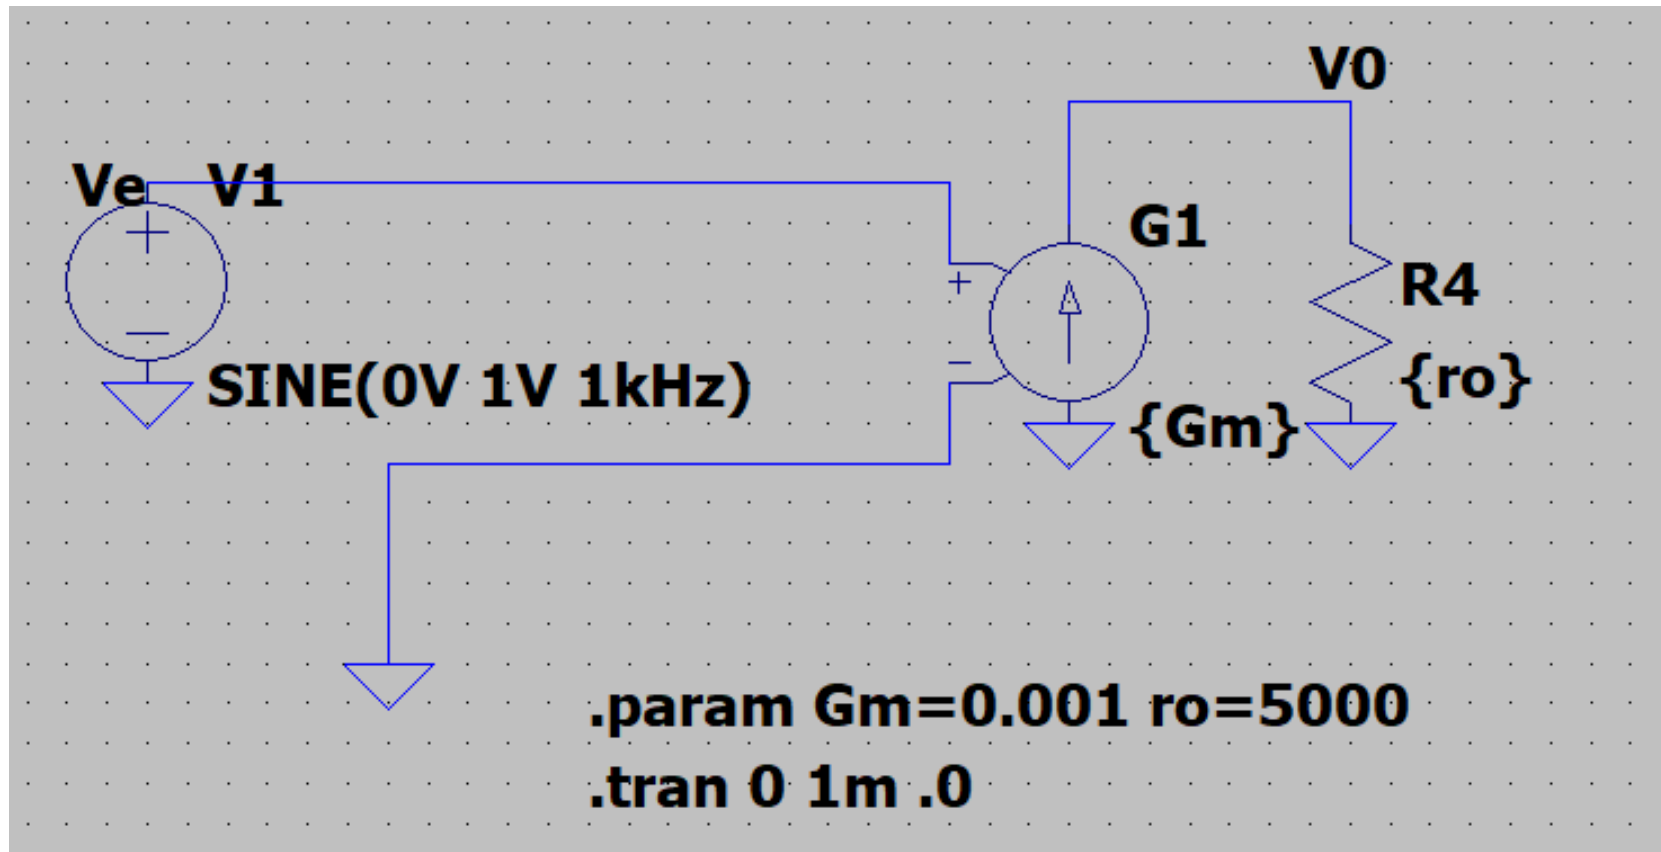 V0
Ve V1
G1
+
+
R4
{ro}
SINE(0V 1V 1kHz)
{Gm}
.param Gm=0.001 ro=5000
.tran 0 1m .0